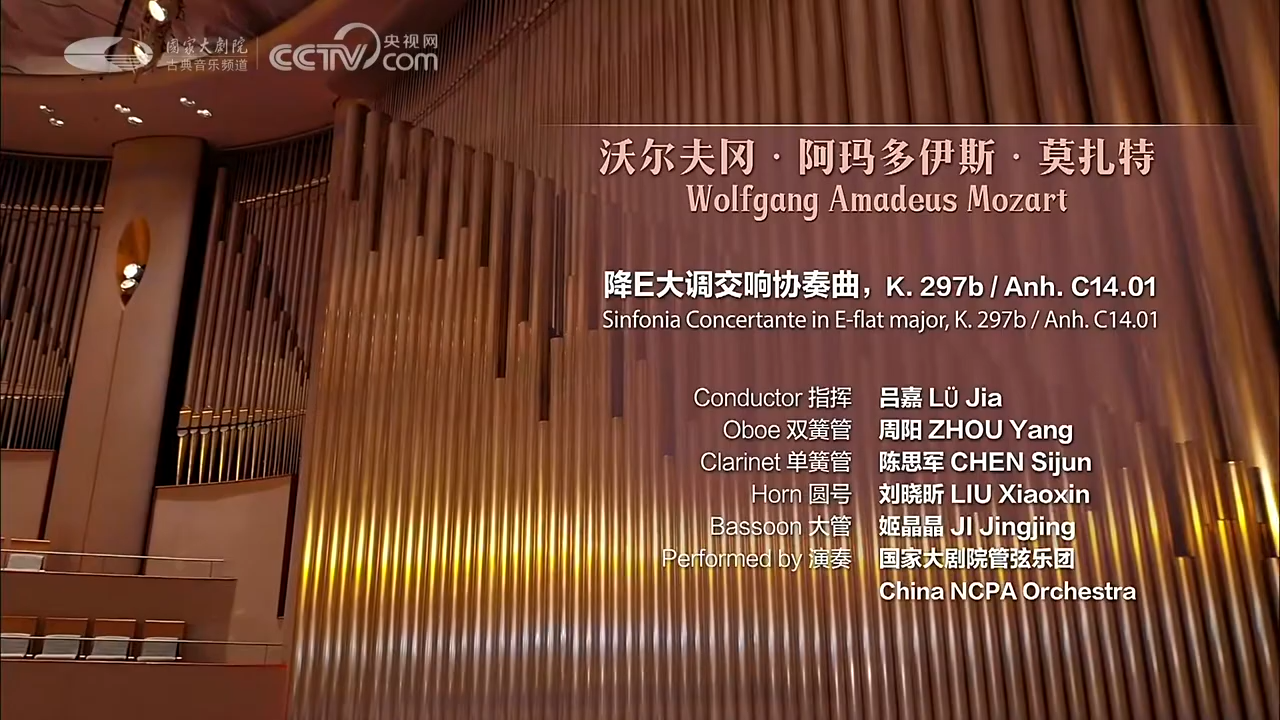 国家大剧院
古典音乐频道
CCTV 央视网
com
沃尔夫冈·阿玛多伊斯·莫扎特
Wolfgang Amadeus Mozart
降E大调交响协奏曲，K. 297b / Anh. C14.01
Sinfonia Concertante in E-flat major, K. 297b / Anh. C14.01
Conductor 指挥 吕嘉 LÜ Jia
Oboe 双簧管 周阳 ZHOU Yang
Clarinet 单簧管 陈思军 CHEN Sijun
Horn 圆号 刘晓昕 LIU Xiaoxin
Bassoon 大管 姬晶晶 JI Jingjing
Performed by 演奏 国家大剧院管弦乐团
China NCPA Orchestra